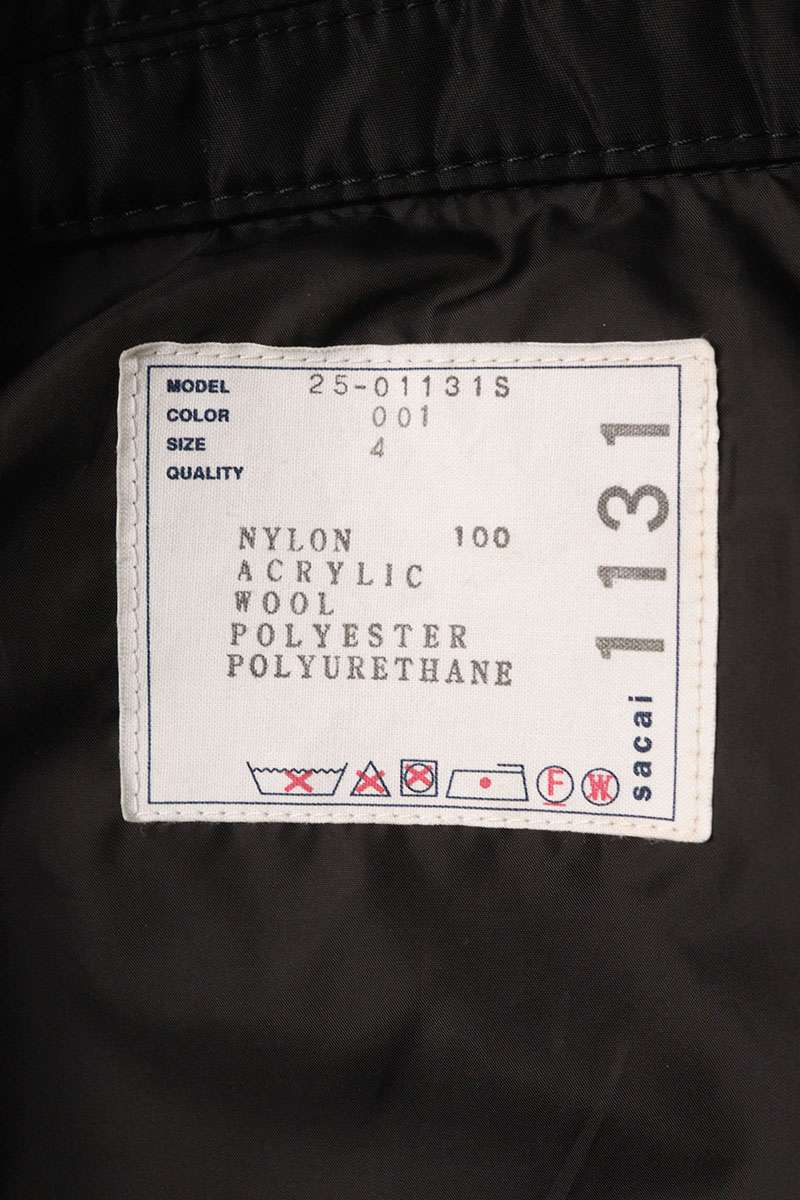 MODEL 25-01131S
COLOR 001
SIZE 4
QUALITY
NYLON 100
ACRYLIC
WOOL
POLYESTER
POLYURETHANE
F W
1131
sacai